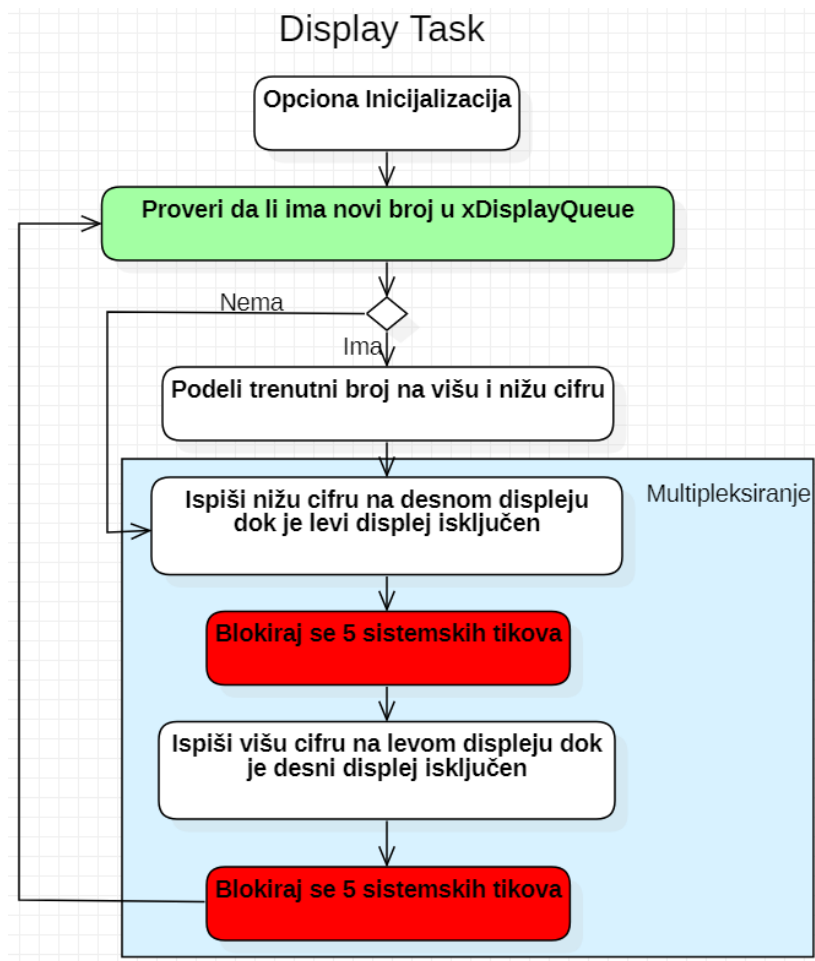 Display Task
Opciona Inicijalizacija
Proveri da li ima novi broj u xDisplayQueue
Nema
Ima
Podeli trenutni broj na višu i nižu cifru
Multipleksiranje
Ispiši nižu cifru na desnom displeju
dok je levi displej isključen
Blokiraj se 5 sistemskih tikova
Ispiši višu cifru na levom displeju dok
je desni displej isključen
Blokiraj se 5 sistemskih tikova